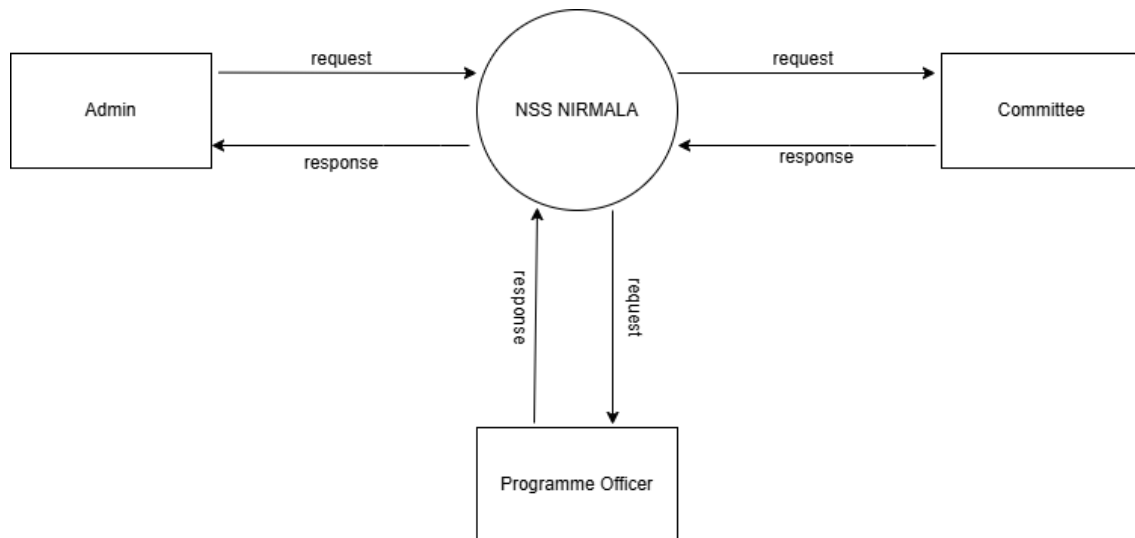 request
request
Admin
NSS NIRMALA
Committee
response
response
response
request
Programme Officer